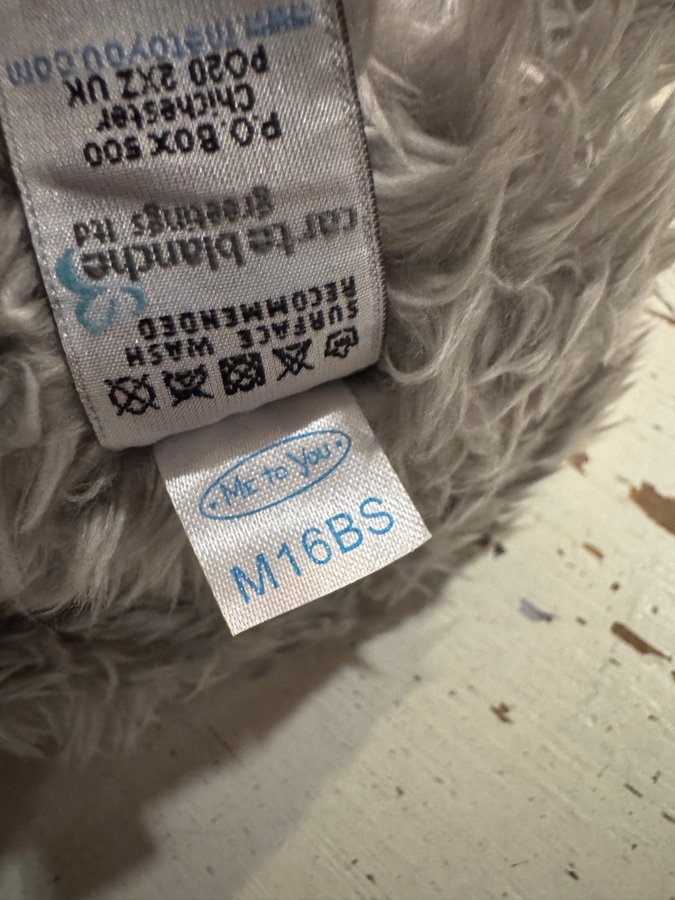 www.metoyou.com
PO20 2XZ UK
Chichester
P.O. Box 500
carte blanche
greetings ltd
SURFACE WASH
RECOMMENDED
Me to You
M16BS